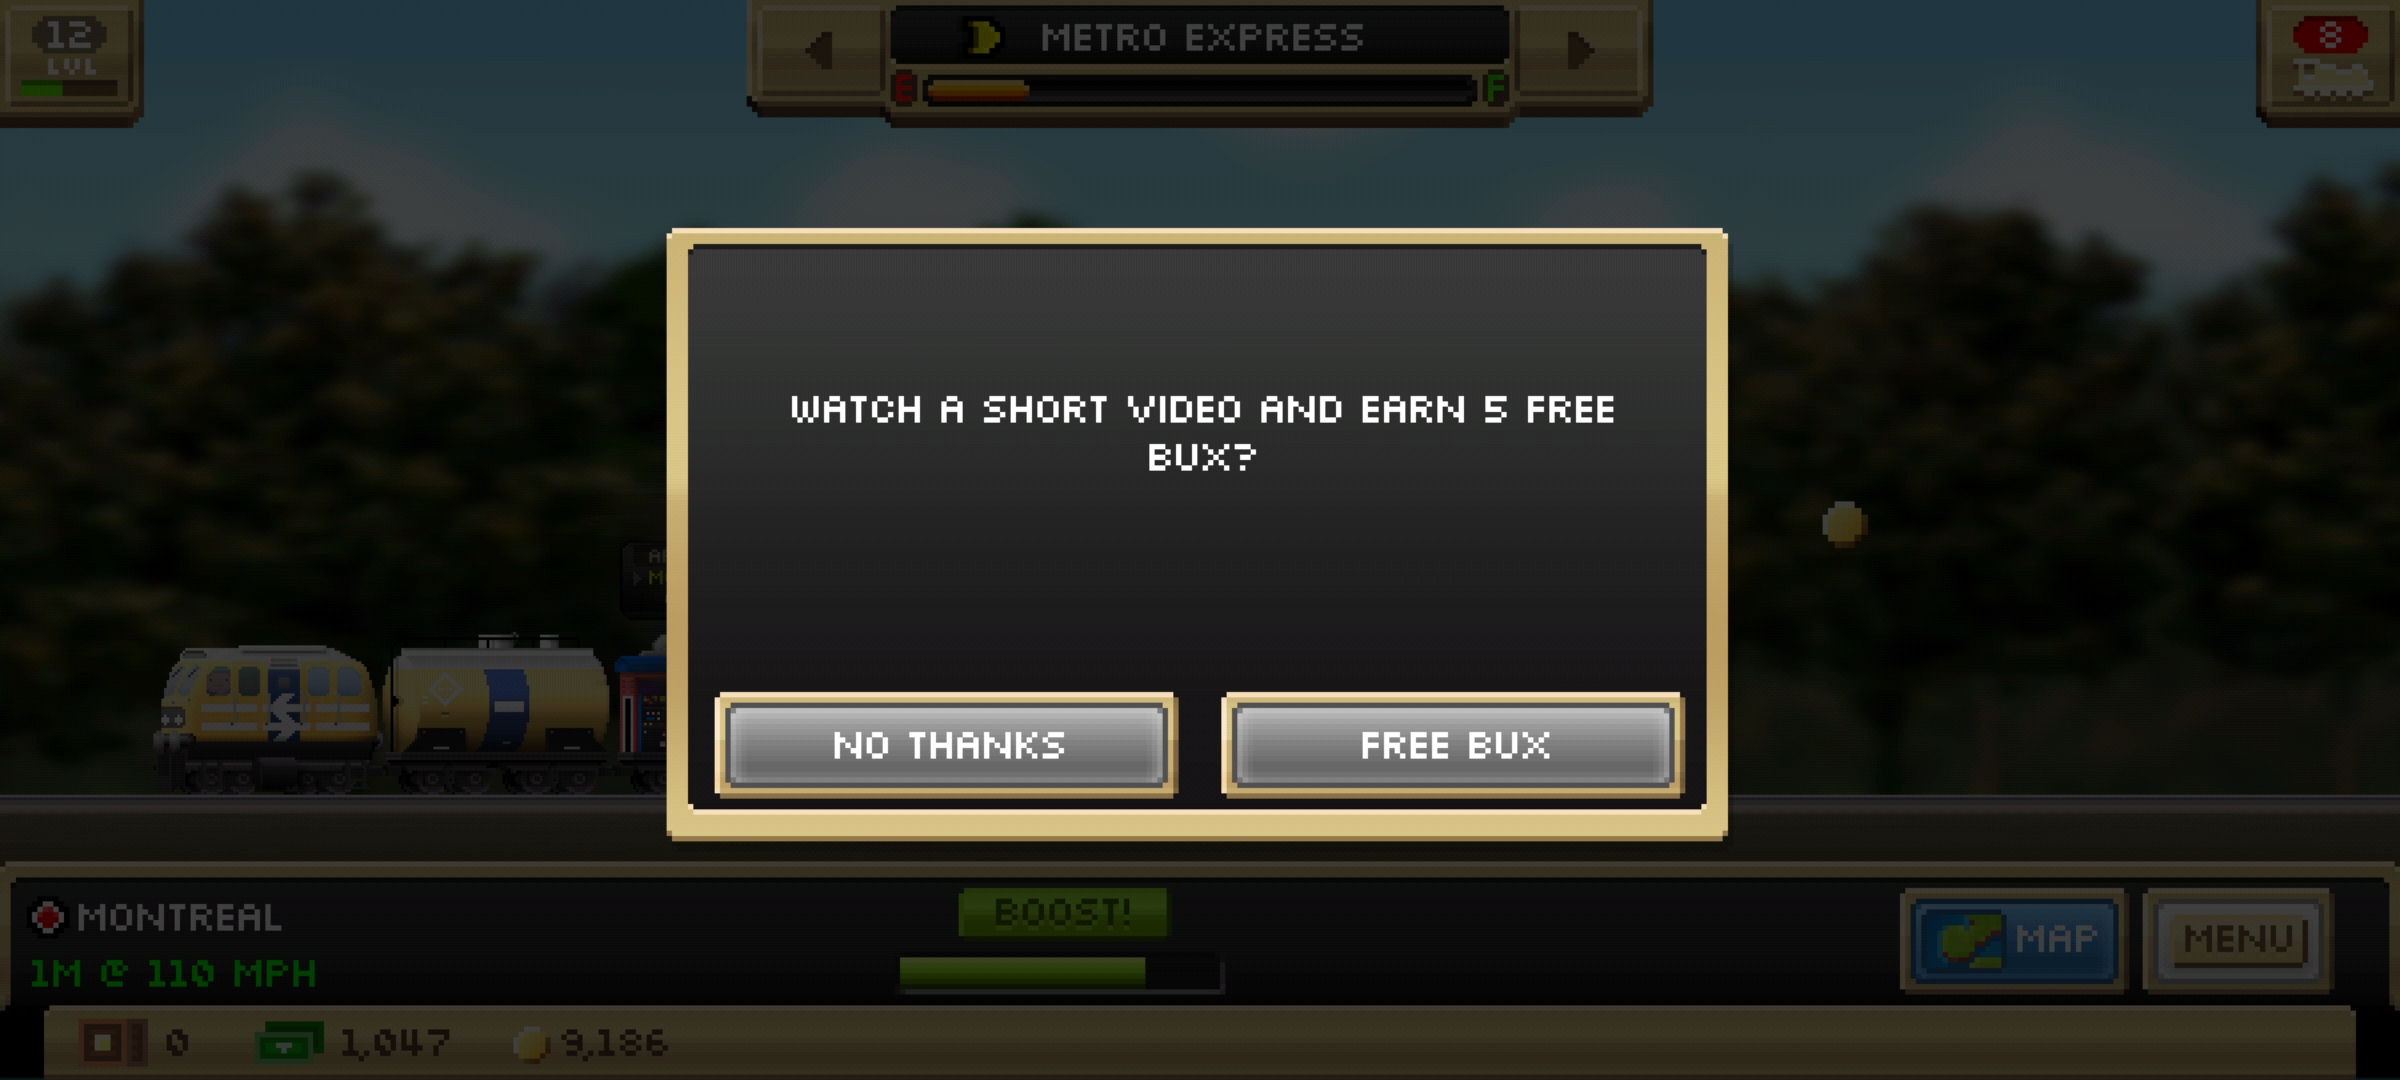 12
LVL
METRO EXPRESS
E
F
8
WATCH A SHORT VIDEO AND EARN 5 FREE
BUX?
NO THANKS
FREE BUX
MONTREAL
1M @ 110 MPH
BOOST!
MAP
MENU
0
1,047
9,186